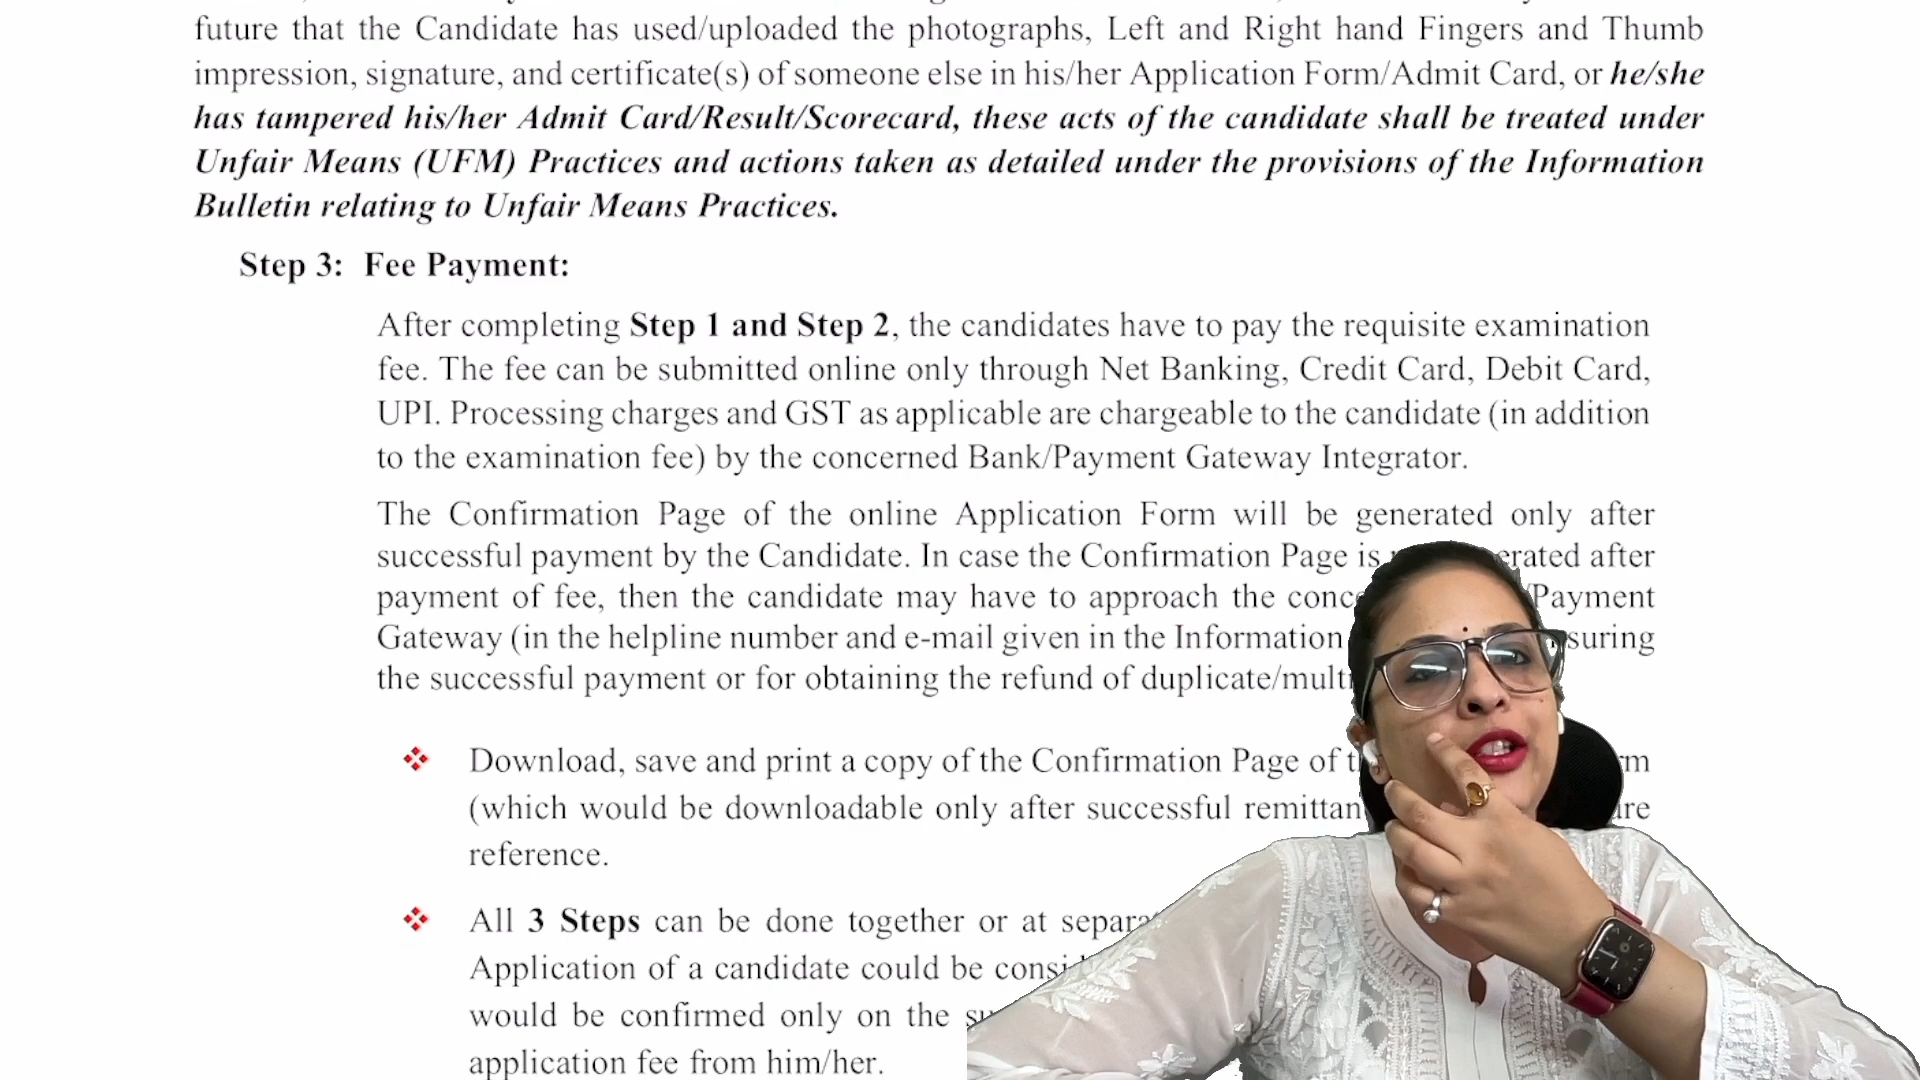 future that the Candidate has used/uploaded the photographs, Left and Right hand Fingers and Thumb
impression, signature, and certificate(s) of someone else in his/her Application Form/Admit Card, or he/she
has tampered his/her Admit Card/Result/Scorecard, these acts of the candidate shall be treated under
Unfair Means (UFM) Practices and actions taken as detailed under the provisions of the Information
Bulletin relating to Unfair Means Practices.
Step 3: Fee Payment:
After completing Step 1 and Step 2, the candidates have to pay the requisite examination
fee. The fee can be submitted online only through Net Banking, Credit Card, Debit Card,
UPI. Processing charges and GST as applicable are chargeable to the candidate (in addition
to the examination fee) by the concerned Bank/Payment Gateway Integrator.
The Confirmation Page of the online Application Form will be generated only after
successful payment by the Candidate. In case the Confirmation Page is after
payment of fee, then the candidate may have to approach the /Payment
Gateway (in the helpline number and e-mail given in the Information
the successful payment or for obtaining the refund of
Download, save and print a copy of the Confirmation Page of
(which would be downloadable only after successful
reference.
All 3 Steps can be done together or at
Application of a candidate could be
would be confirmed only on the
application fee from him/her.